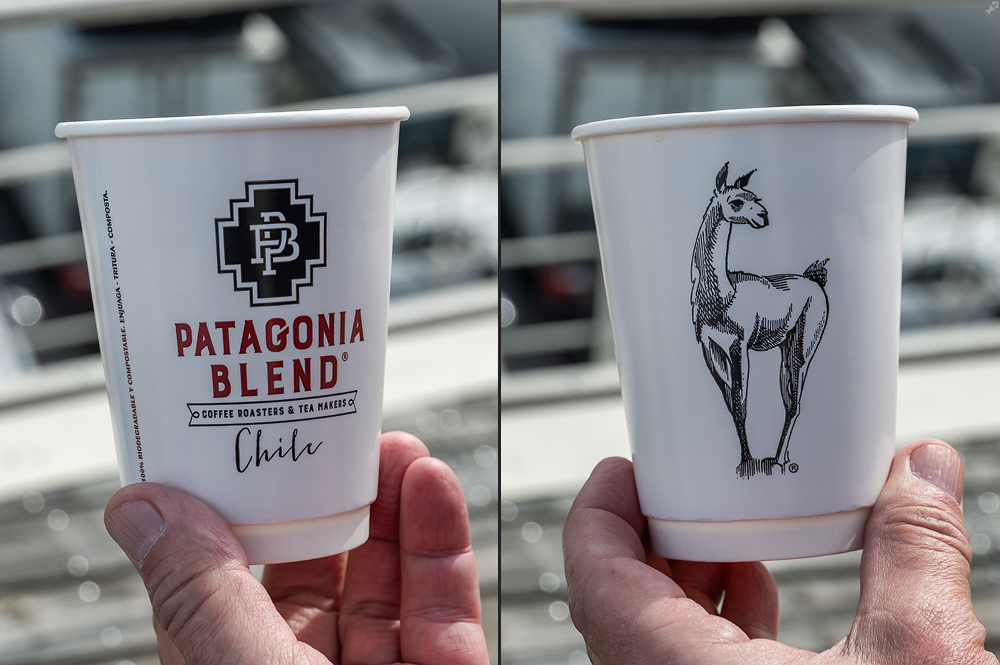 PB
PATAGONIA
BLEND®
COFFEE ROASTERS & TEA MAKERS
Chile
100% BIODEGRADABLE Y COMPOSTABLE. ENJUAGA - TRITURA - COMPOSTA.
®